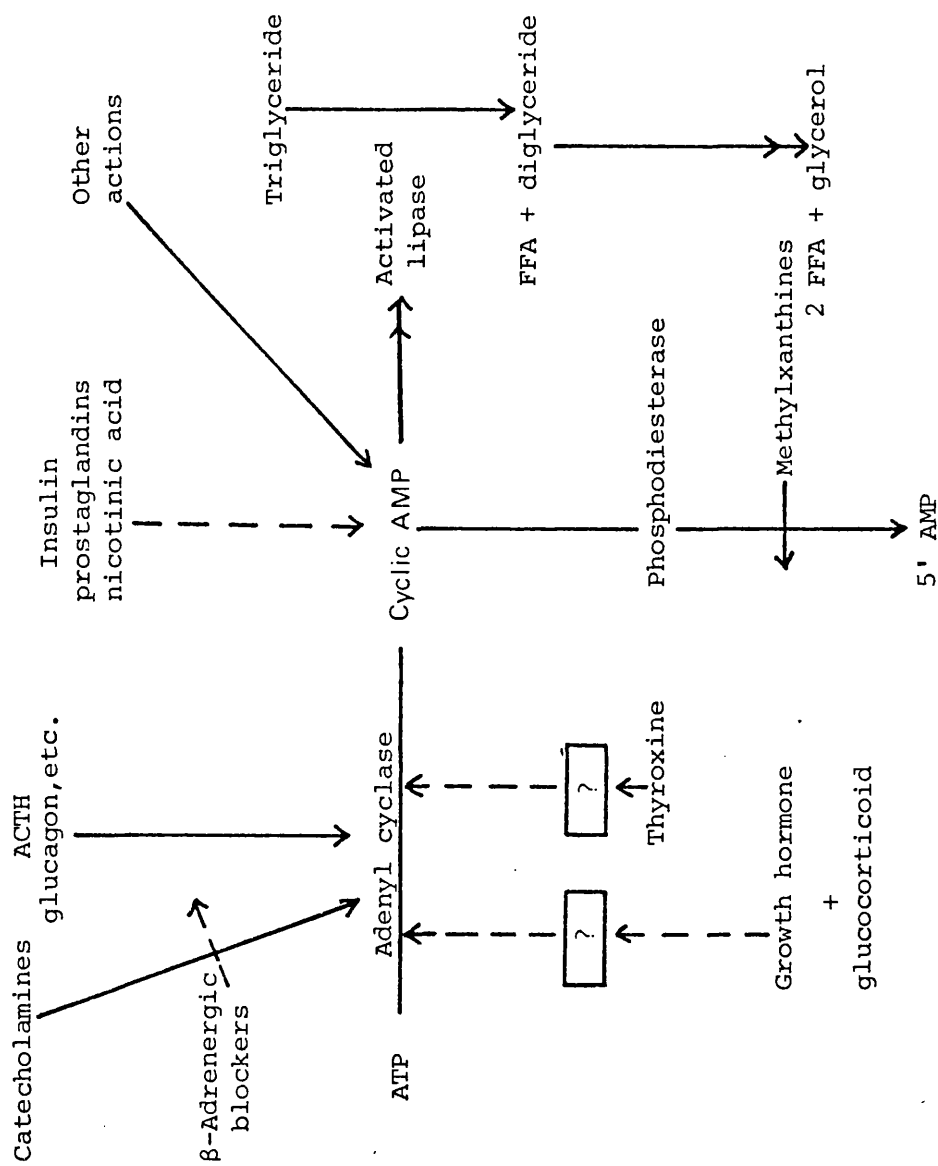 Catecholamines
ACTH
glucagon,etc.
β-Adrenergic
blockers
Insulin
prostaglandins
nicotinic acid
Other
actions
ATP
Adenyl cyclase
Cyclic AMP
Activated
lipase
Triglyceride
FFA + diglyceride
2 FFA + glycerol
?
?
Thyroxine
Growth hormone
+
glucocorticoid
Phosphodiesterase
Methylxanthines
5' AMP